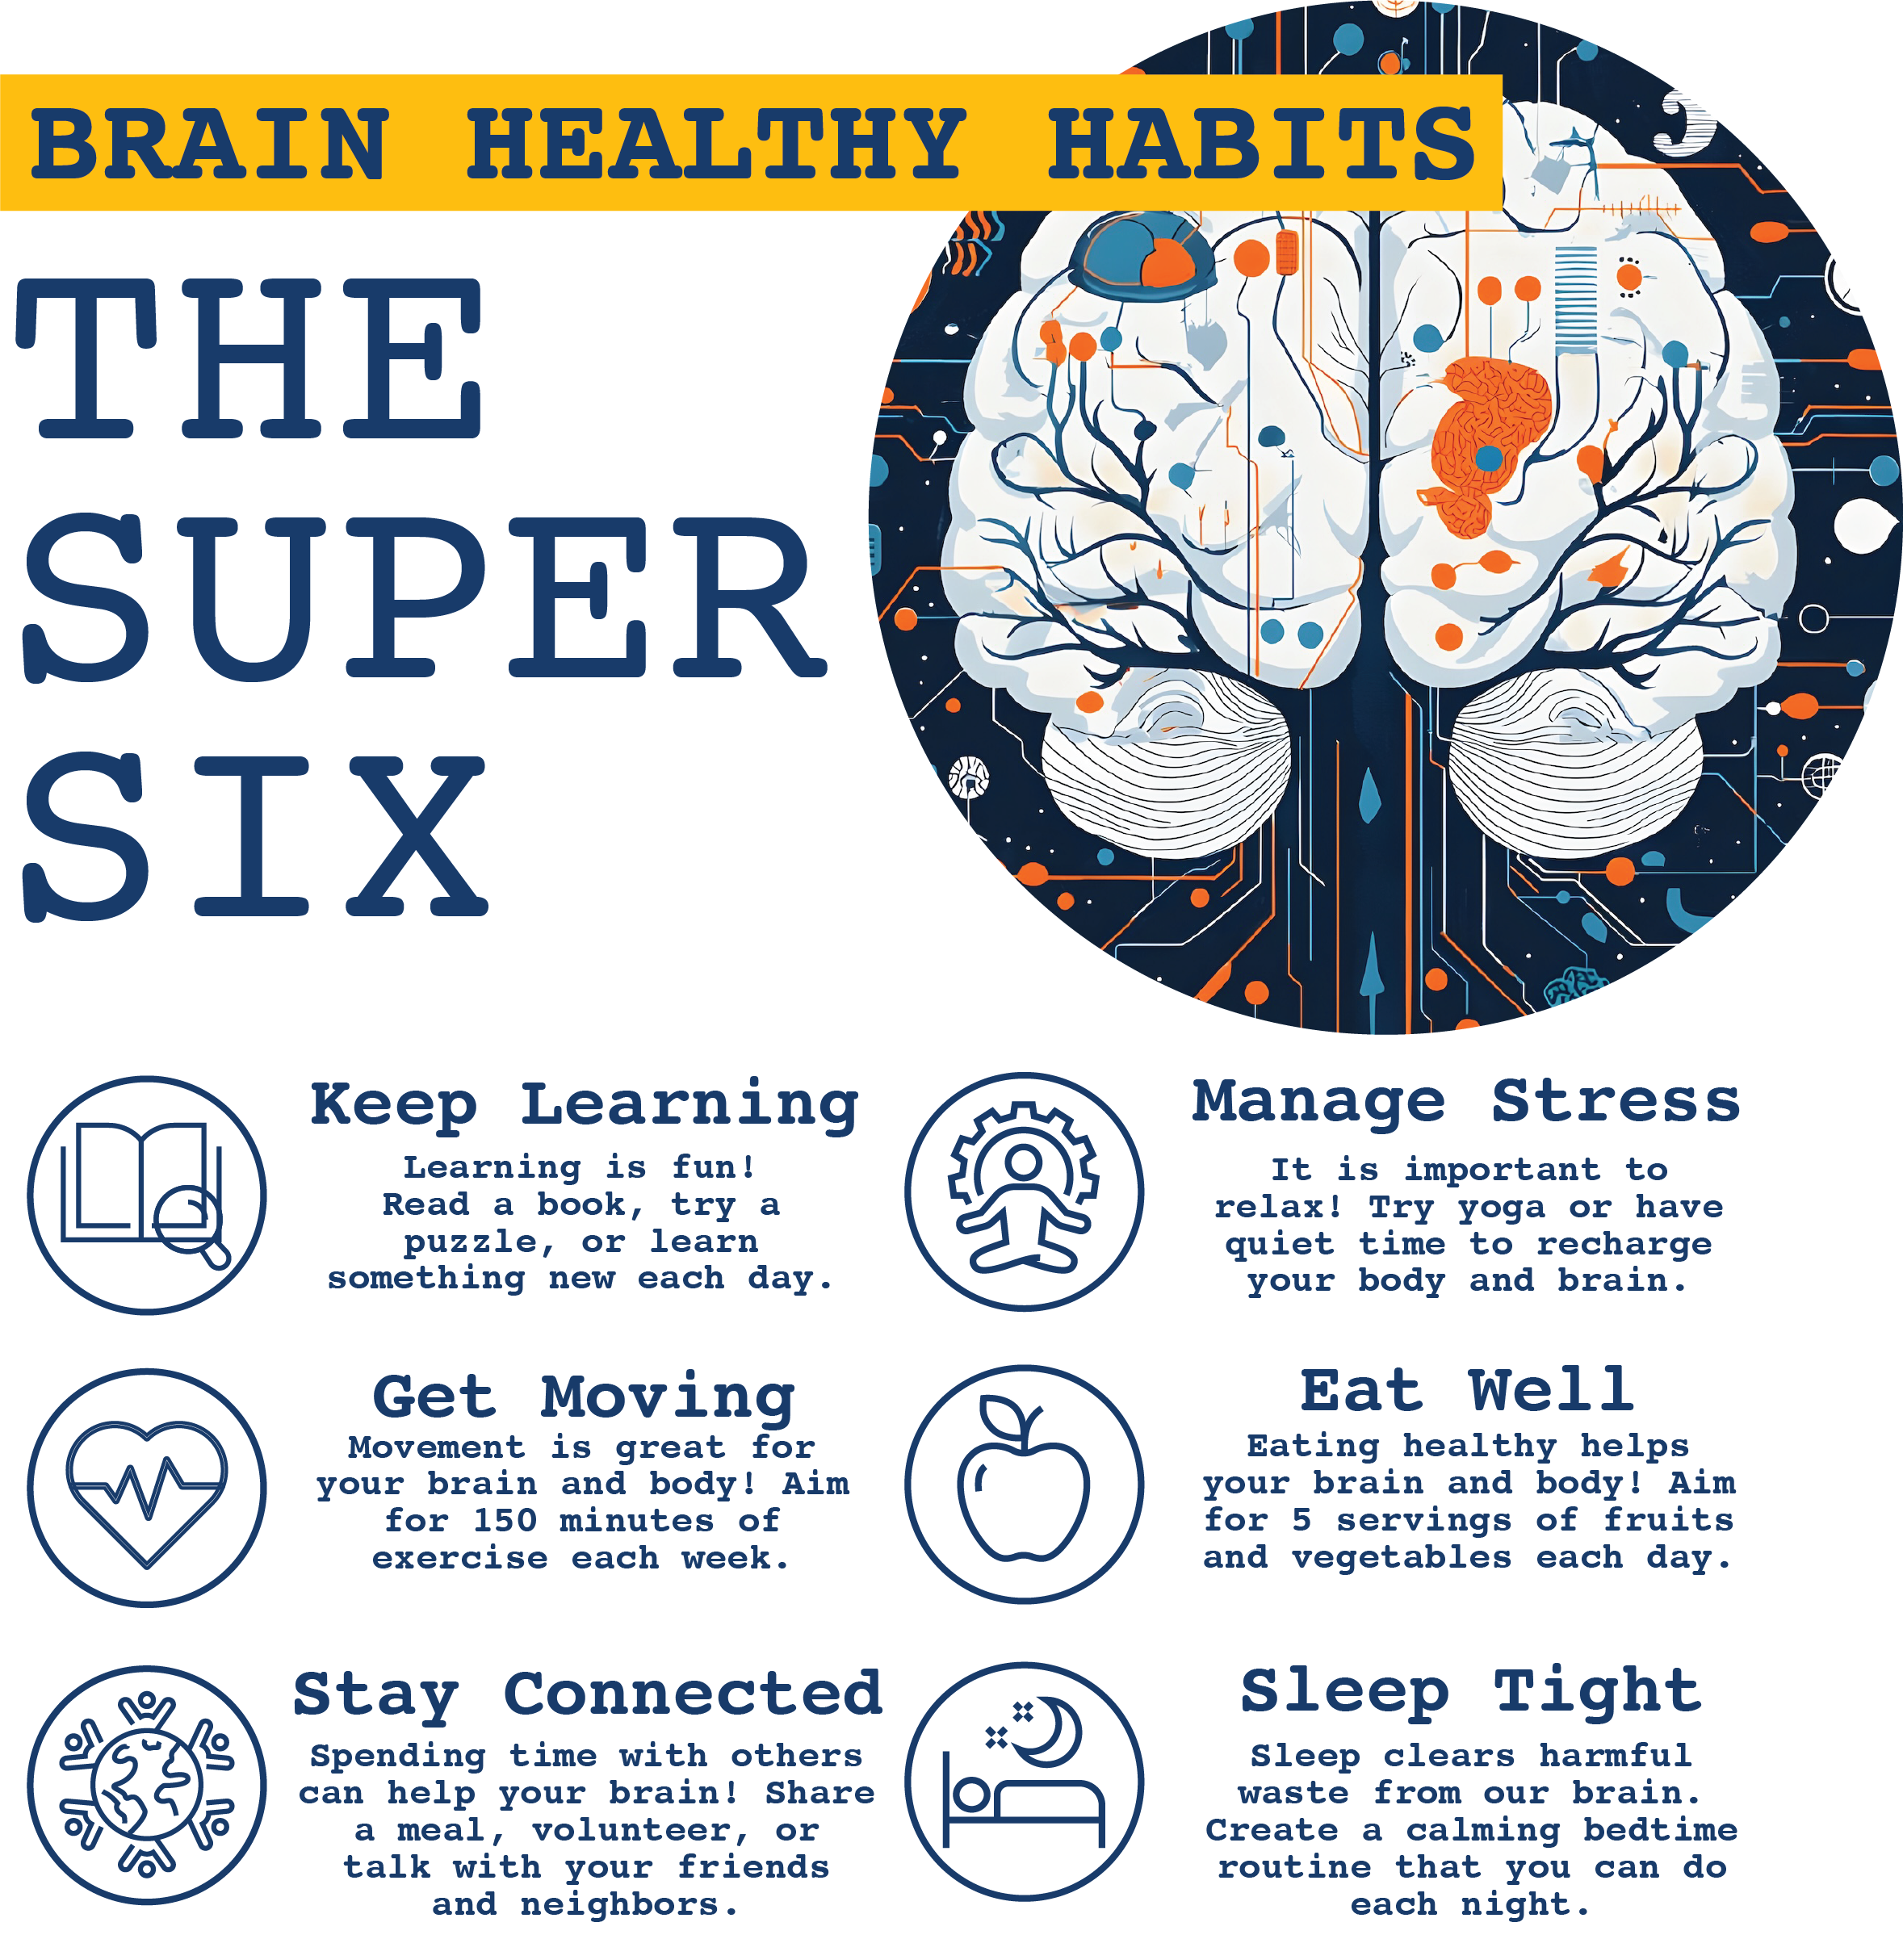 BRAIN HEALTHY HABITS
THE
SUPER
SIX
Keep Learning
Learning is fun!
Read a book, try a
puzzle, or learn
something new each day.
Manage Stress
It is important to
relax! Try yoga or have
quiet time to recharge
your body and brain.
Get Moving
Movement is great for
your brain and body! Aim
for 150 minutes of
exercise each week.
Eat Well
Eating healthy helps
your brain and body! Aim
for 5 servings of fruits
and vegetables each day.
Stay Connected
Spending time with others
can help your brain! Share
a meal, volunteer, or
talk with your friends
and neighbors.
Sleep Tight
Sleep clears harmful
waste from our brain.
Create a calming bedtime
routine that you can do
each night.